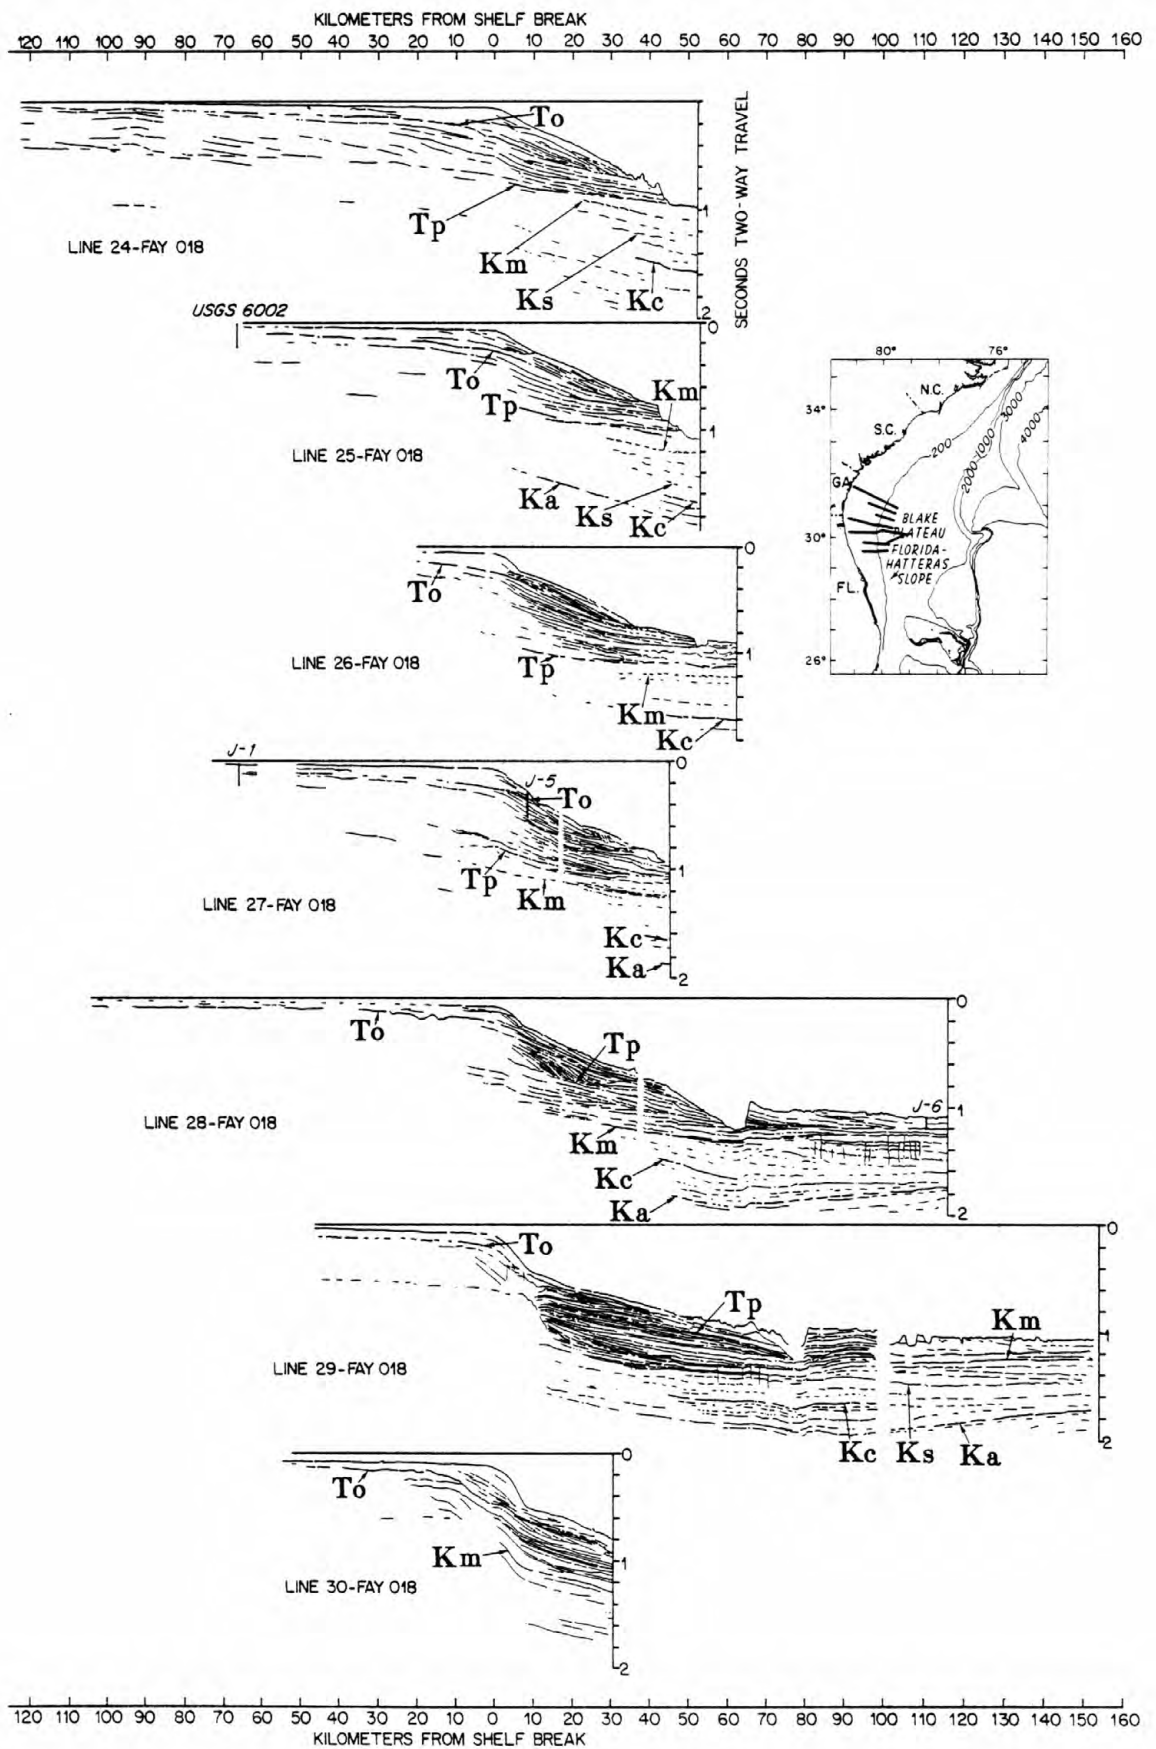 KILOMETERS FROM SHELF BREAK
120 110 100 90 80 70 60 50 40 30 20 10 0 10 20 30 40 50 60 70 80 90 100 110 120 130 140 150 160
To
Tp
Km
Ks
Kc
1
2
SECONDS TWO-WAY TRAVEL
LINE 24-FAY 018
USGS 6002
0
To
Tp
Km
1
LINE 25-FAY 018
Ka
Ks
Kc
80° 76°
34°
30°
26°
N.C.
S.C.
GA.
FL.
200
1000
2000
3000
4000
BLAKE
PLATEAU
FLORIDA-
HATTERAS
SLOPE
0
To
Tp
1
LINE 26-FAY 018
Km
Kc
J-1
0
J-5
To
Tp
1
Km
LINE 27-FAY 018
Kc
Ka
2
0
To
Tp
1
J-6
LINE 28-FAY 018
Km
Kc
Ka
2
0
To
Tp
Km
1
LINE 29-FAY 018
Kc
Ks
Ka
2
0
To
Km
1
LINE 30-FAY 018
2
120 110 100 90 80 70 60 50 40 30 20 10 0 10 20 30 40 50 60 70 80 90 100 110 120 130 140 150 160
KILOMETERS FROM SHELF BREAK